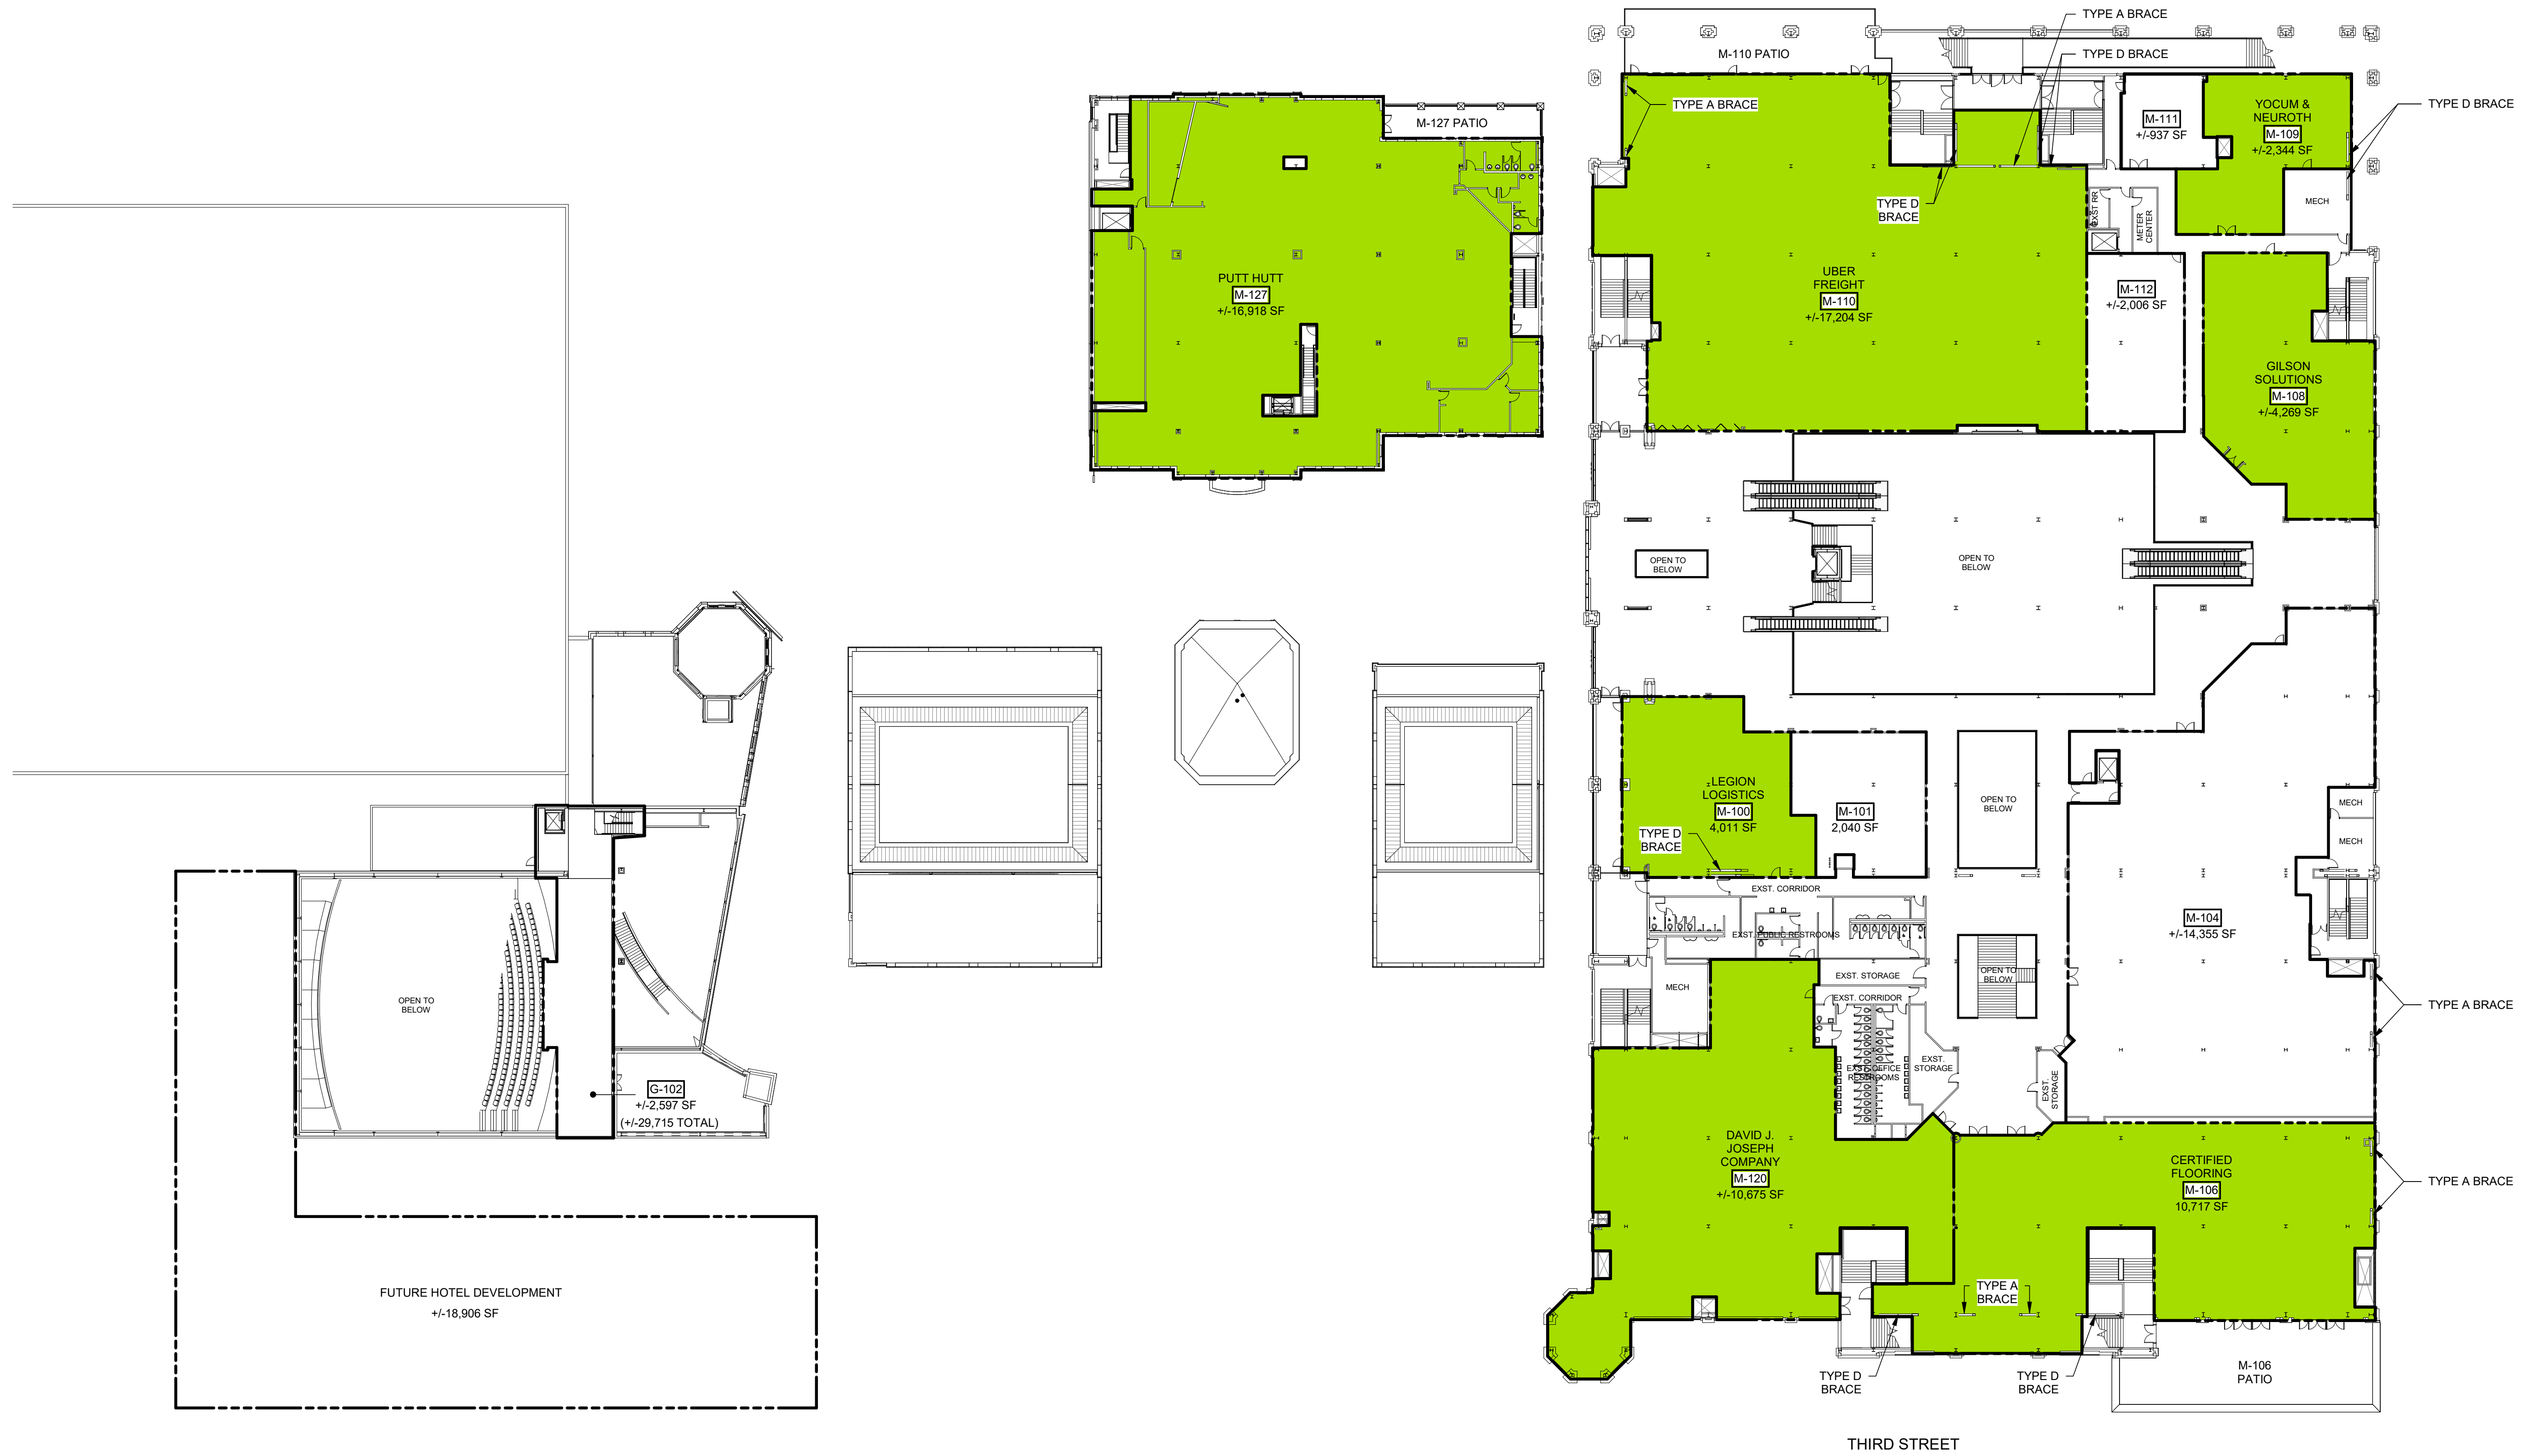 TYPE A BRACE
M-110 PATIO
TYPE D BRACE
TYPE A BRACE
M-127 PATIO
M-111
+/-937 SF
YOCUM &
NEUROTH
M-109
+/-2,344 SF
TYPE D BRACE
TYPE D
BRACE
EXST RR
METER
CENTER
MECH
PUTT HUTT
M-127
+/-16,918 SF
UBER
FREIGHT
M-110
+/-17,204 SF
M-112
+/-2,006 SF
GILSON
SOLUTIONS
M-108
+/-4,269 SF
OPEN TO
BELOW
OPEN TO
BELOW
LEGION
LOGISTICS
M-100
4,011 SF
TYPE D
BRACE
M-101
2,040 SF
OPEN TO
BELOW
MECH
MECH
EXST. CORRIDOR
EXST. PUBLIC RESTROOMS
M-104
+/-14,355 SF
EXST. STORAGE
OPEN TO
BELOW
MECH
EXST. CORRIDOR
TYPE A BRACE
OPEN TO
BELOW
EXST. OFFICE
RESTROOMS
EXST.
STORAGE
EXST.
STORAGE
G-102
+/-2,597 SF
(+/-29,715 TOTAL)
DAVID J.
JOSEPH
COMPANY
M-120
+/-10,675 SF
CERTIFIED
FLOORING
M-106
10,717 SF
TYPE A BRACE
FUTURE HOTEL DEVELOPMENT
+/-18,906 SF
TYPE A
BRACE
TYPE D
BRACE
TYPE D
BRACE
M-106
PATIO
THIRD STREET